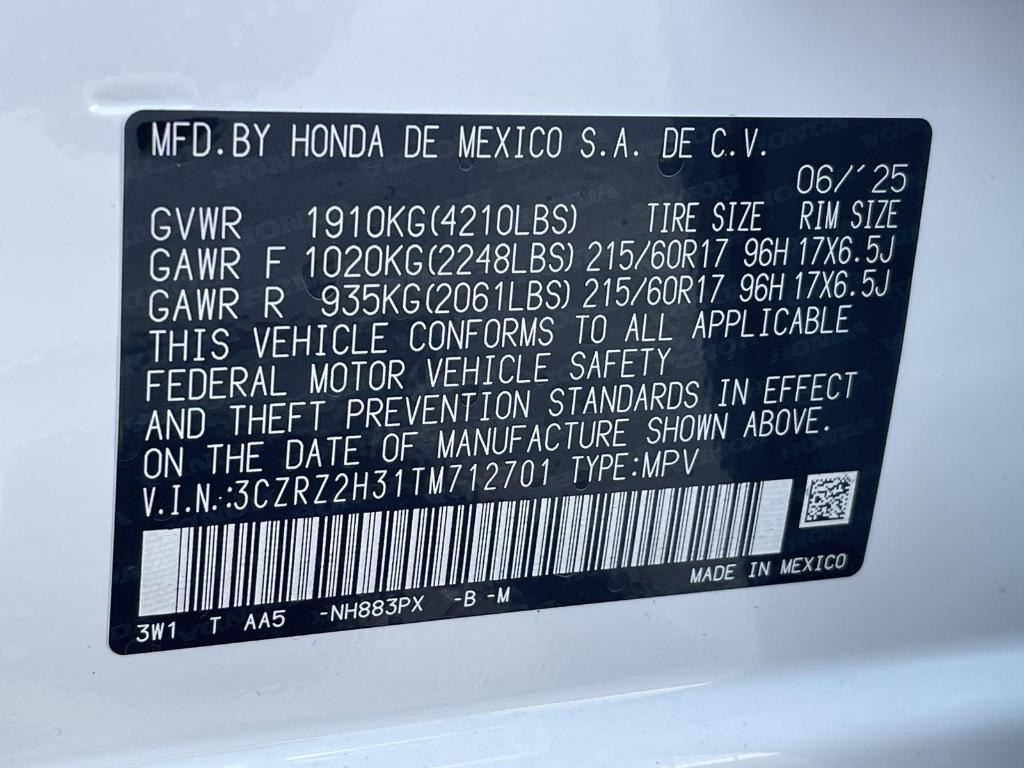 MFD.BY HONDA DE MEXICO S.A. DE C.V.
06/´25
GVWR 1910KG(4210LBS) TIRE SIZE RIM SIZE
GAWR F 1020KG(2248LBS) 215/60R17 96H 17X6.5J
GAWR R 935KG(2061LBS) 215/60R17 96H 17X6.5J
THIS VEHICLE CONFORMS TO ALL APPLICABLE
FEDERAL MOTOR VEHICLE SAFETY
AND THEFT PREVENTION STANDARDS IN EFFECT
ON THE DATE OF MANUFACTURE SHOWN ABOVE.
V.I.N.:3CZRZ2H31TM712701 TYPE:MPV
MADE IN MEXICO
3W1 T AA5 -NH883PX -B -M